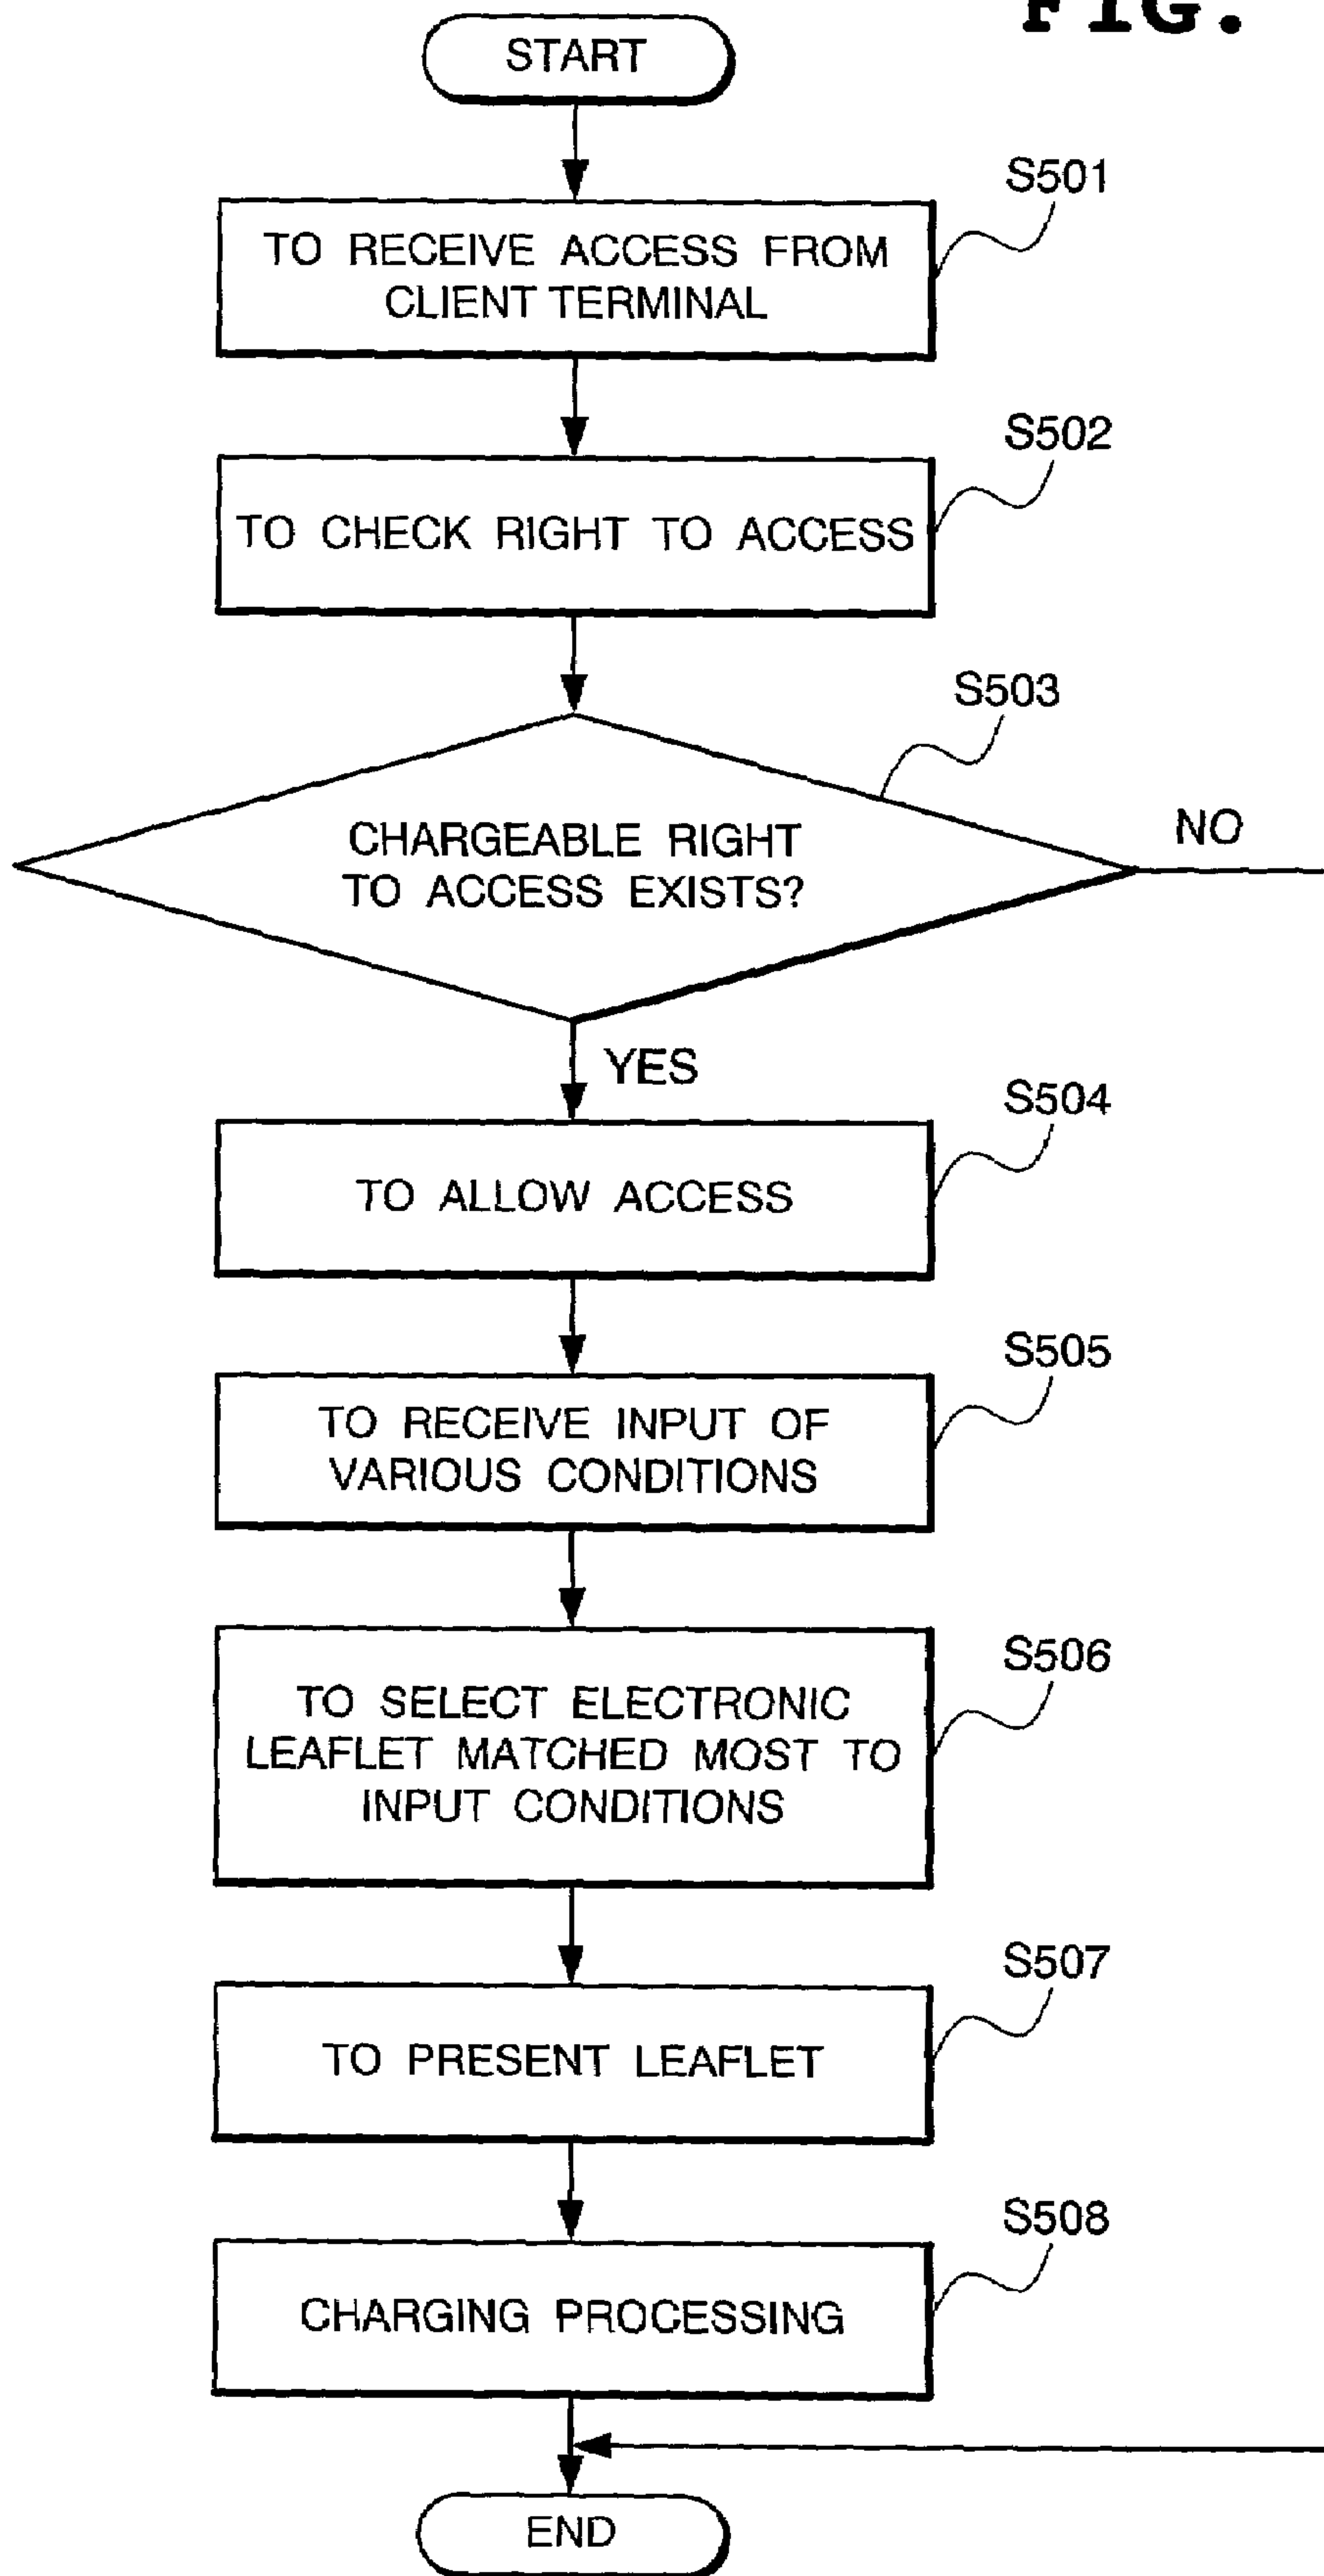 FIG.
START
S501
TO RECEIVE ACCESS FROM
CLIENT TERMINAL
S502
TO CHECK RIGHT TO ACCESS
S503
CHARGEABLE RIGHT
TO ACCESS EXISTS?
NO
YES
S504
TO ALLOW ACCESS
S505
TO RECEIVE INPUT OF
VARIOUS CONDITIONS
S506
TO SELECT ELECTRONIC
LEAFLET MATCHED MOST TO
INPUT CONDITIONS
S507
TO PRESENT LEAFLET
S508
CHARGING PROCESSING
END